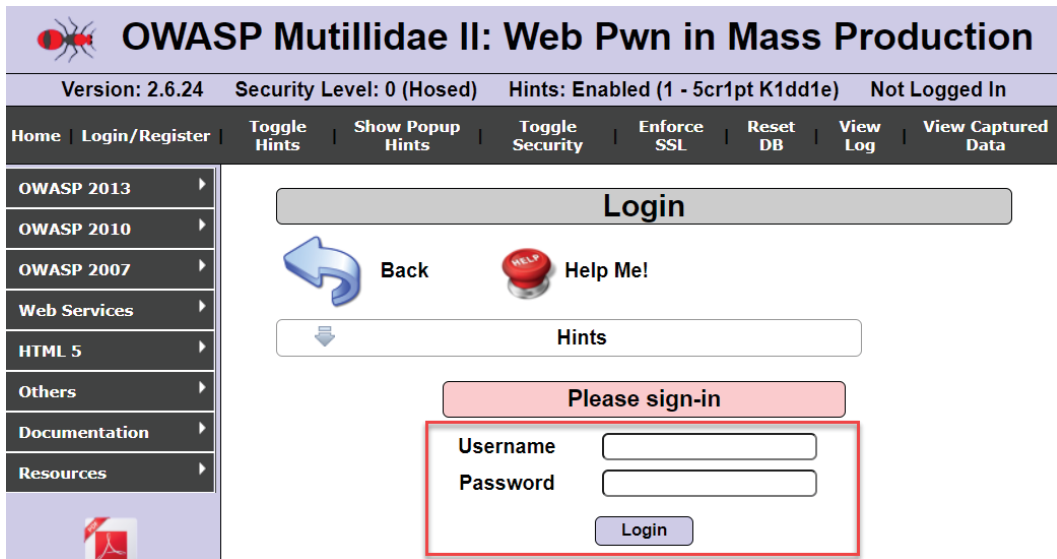 OWASP Mutillidae II: Web Pwn in Mass Production
Version: 2.6.24 Security Level: 0 (Hosed) Hints: Enabled (1 - 5cr1pt K1dd1e) Not Logged In
Home | Login/Register | Toggle Hints | Show Popup Hints | Toggle Security | Enforce SSL | Reset DB | View Log | View Captured Data
OWASP 2013
OWASP 2010
OWASP 2007
Web Services
HTML 5
Others
Documentation
Resources
PDF
Login
Back
HELP
Help Me!
Hints
Please sign-in
Username
Password
Login